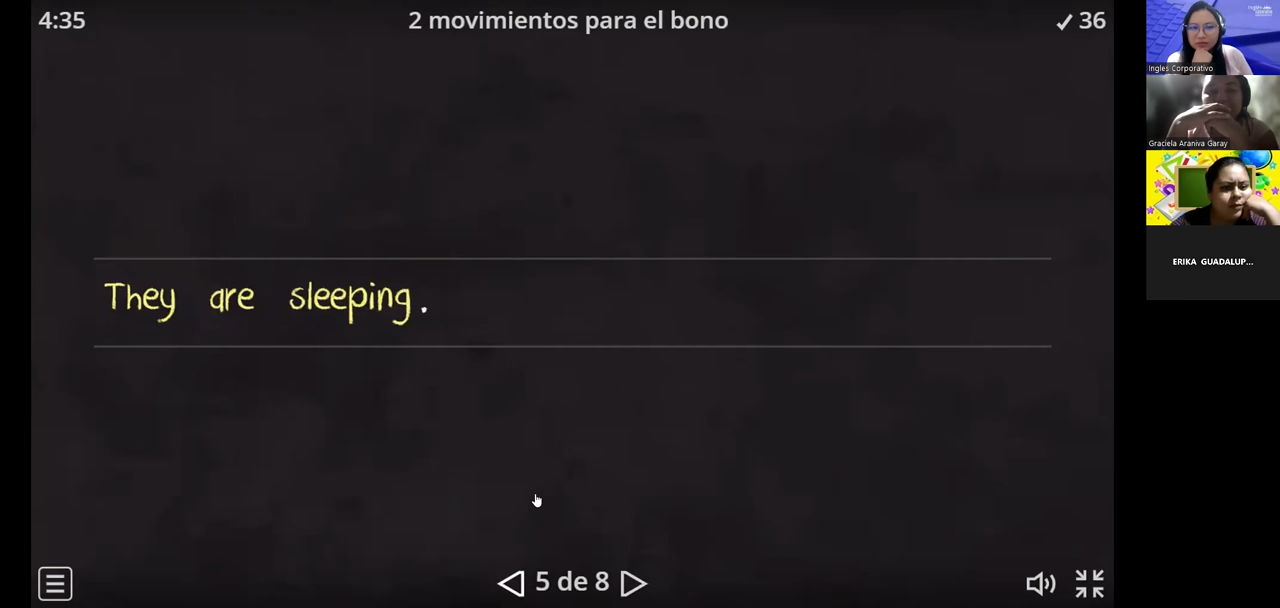 4:35
2 movimientos para el bono
✓ 36
Ingles Corporativo
Graciela Araniva Garay
ERIKA GUADALUP...
They are sleeping.
5 de 8